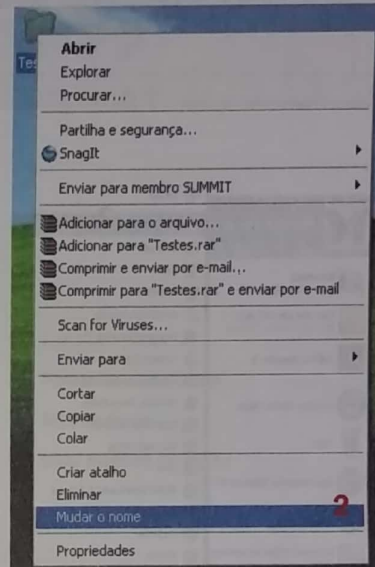 Tes
Abrir
Explorar
Procurar...
Partilha e segurança...
SnagIt
Enviar para membro SUMMIT
Adicionar para o arquivo...
Adicionar para "Testes.rar"
Comprimir e enviar por e-mail...
Comprimir para "Testes.rar" e enviar por e-mail
Scan for Viruses...
Enviar para
Cortar
Copiar
Colar
Criar atalho
Eliminar
Mudar o nome 2
Propriedades